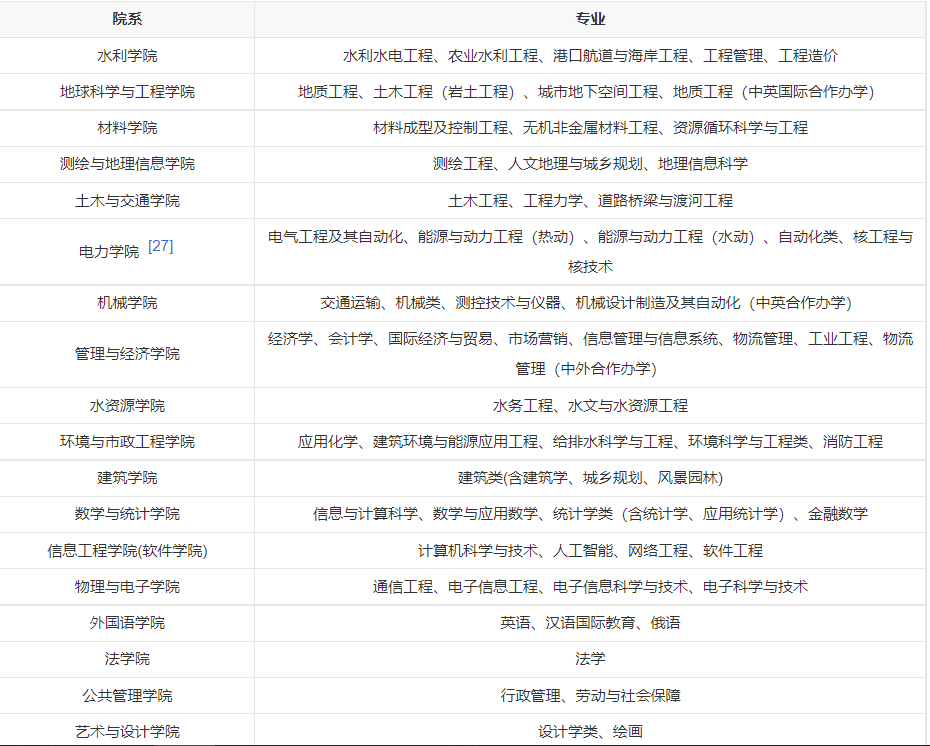 院系 专业
水利学院 水利水电工程、农业水利工程、港口航道与海岸工程、工程管理、工程造价
地球科学与工程学院 地质工程、土木工程（岩土工程）、城市地下空间工程、地质工程（中英国际合作办学）
材料学院 材料成型及控制工程、无机非金属材料工程、资源循环科学与工程
测绘与地理信息学院 测绘工程、人文地理与城乡规划、地理信息科学
土木与交通学院 土木工程、工程力学、道路桥梁与渡河工程
电力学院 [27] 电气工程及其自动化、能源与动力工程（热动）、能源与动力工程（水动）、自动化类、核工程与
核技术
机械学院 交通运输、机械类、测控技术与仪器、机械设计制造及其自动化（中英合作办学）
管理与经济学院 经济学、会计学、国际经济与贸易、市场营销、信息管理与信息系统、物流管理、工业工程、物流
管理（中外合作办学）
水资源学院 水务工程、水文与水资源工程
环境与市政工程学院 应用化学、建筑环境与能源应用工程、给排水科学与工程、环境科学与工程类、消防工程
建筑学院 建筑类(含建筑学、城乡规划、风景园林)
数学与统计学院 信息与计算科学、数学与应用数学、统计学类（含统计学、应用统计学）、金融数学
信息工程学院(软件学院) 计算机科学与技术、人工智能、网络工程、软件工程
物理与电子学院 通信工程、电子信息工程、电子信息科学与技术、电子科学与技术
外国语学院 英语、汉语国际教育、俄语
法学院 法学
公共管理学院 行政管理、劳动与社会保障
艺术与设计学院 设计学类、绘画